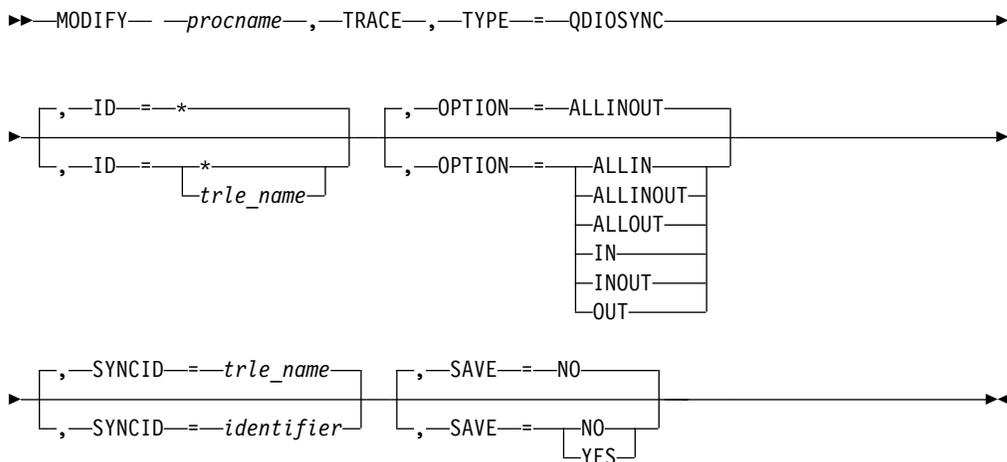 MODIFY procname , TRACE , TYPE = QDIOSYNC
, ID = * , OPTION = ALLINOUT
, ID = * , OPTION = ALLIN
trle_name ALLINOUT
ALLOUT
IN
INOUT
OUT
, SYNCID = trle_name , SAVE = NO
, SYNCID = identifier , SAVE = NO
YES